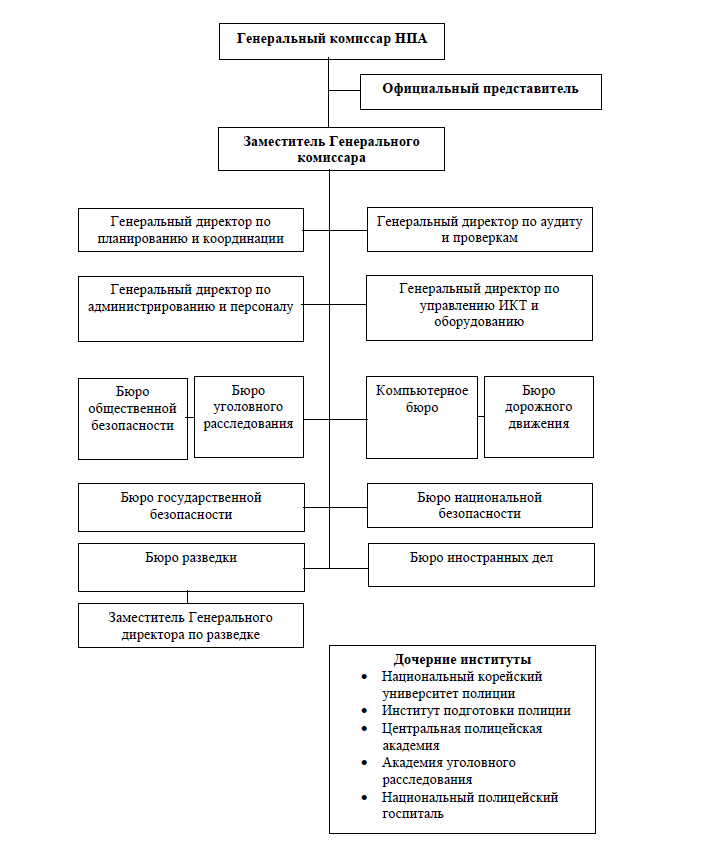 Генеральный комиссар НПА
Официальный представитель
Заместитель Генерального
комиссара
Генеральный директор по
планированию и координации
Генеральный директор по аудиту
и проверкам
Генеральный директор по
администрированию и персоналу
Генеральный директор по
управлению ИКТ и
оборудованию
Бюро
общественной
безопасности
Бюро
уголовного
расследования
Компьютерное
бюро
Бюро
дорожного
движения
Бюро государственной
безопасности
Бюро национальной
безопасности
Бюро разведки
Бюро иностранных дел
Заместитель Генерального
директора по разведке
Дочерние институты
• Национальный корейский
университет полиции
• Институт подготовки полиции
• Центральная полицейская
академия
• Академия уголовного
расследования
• Национальный полицейский
госпиталь